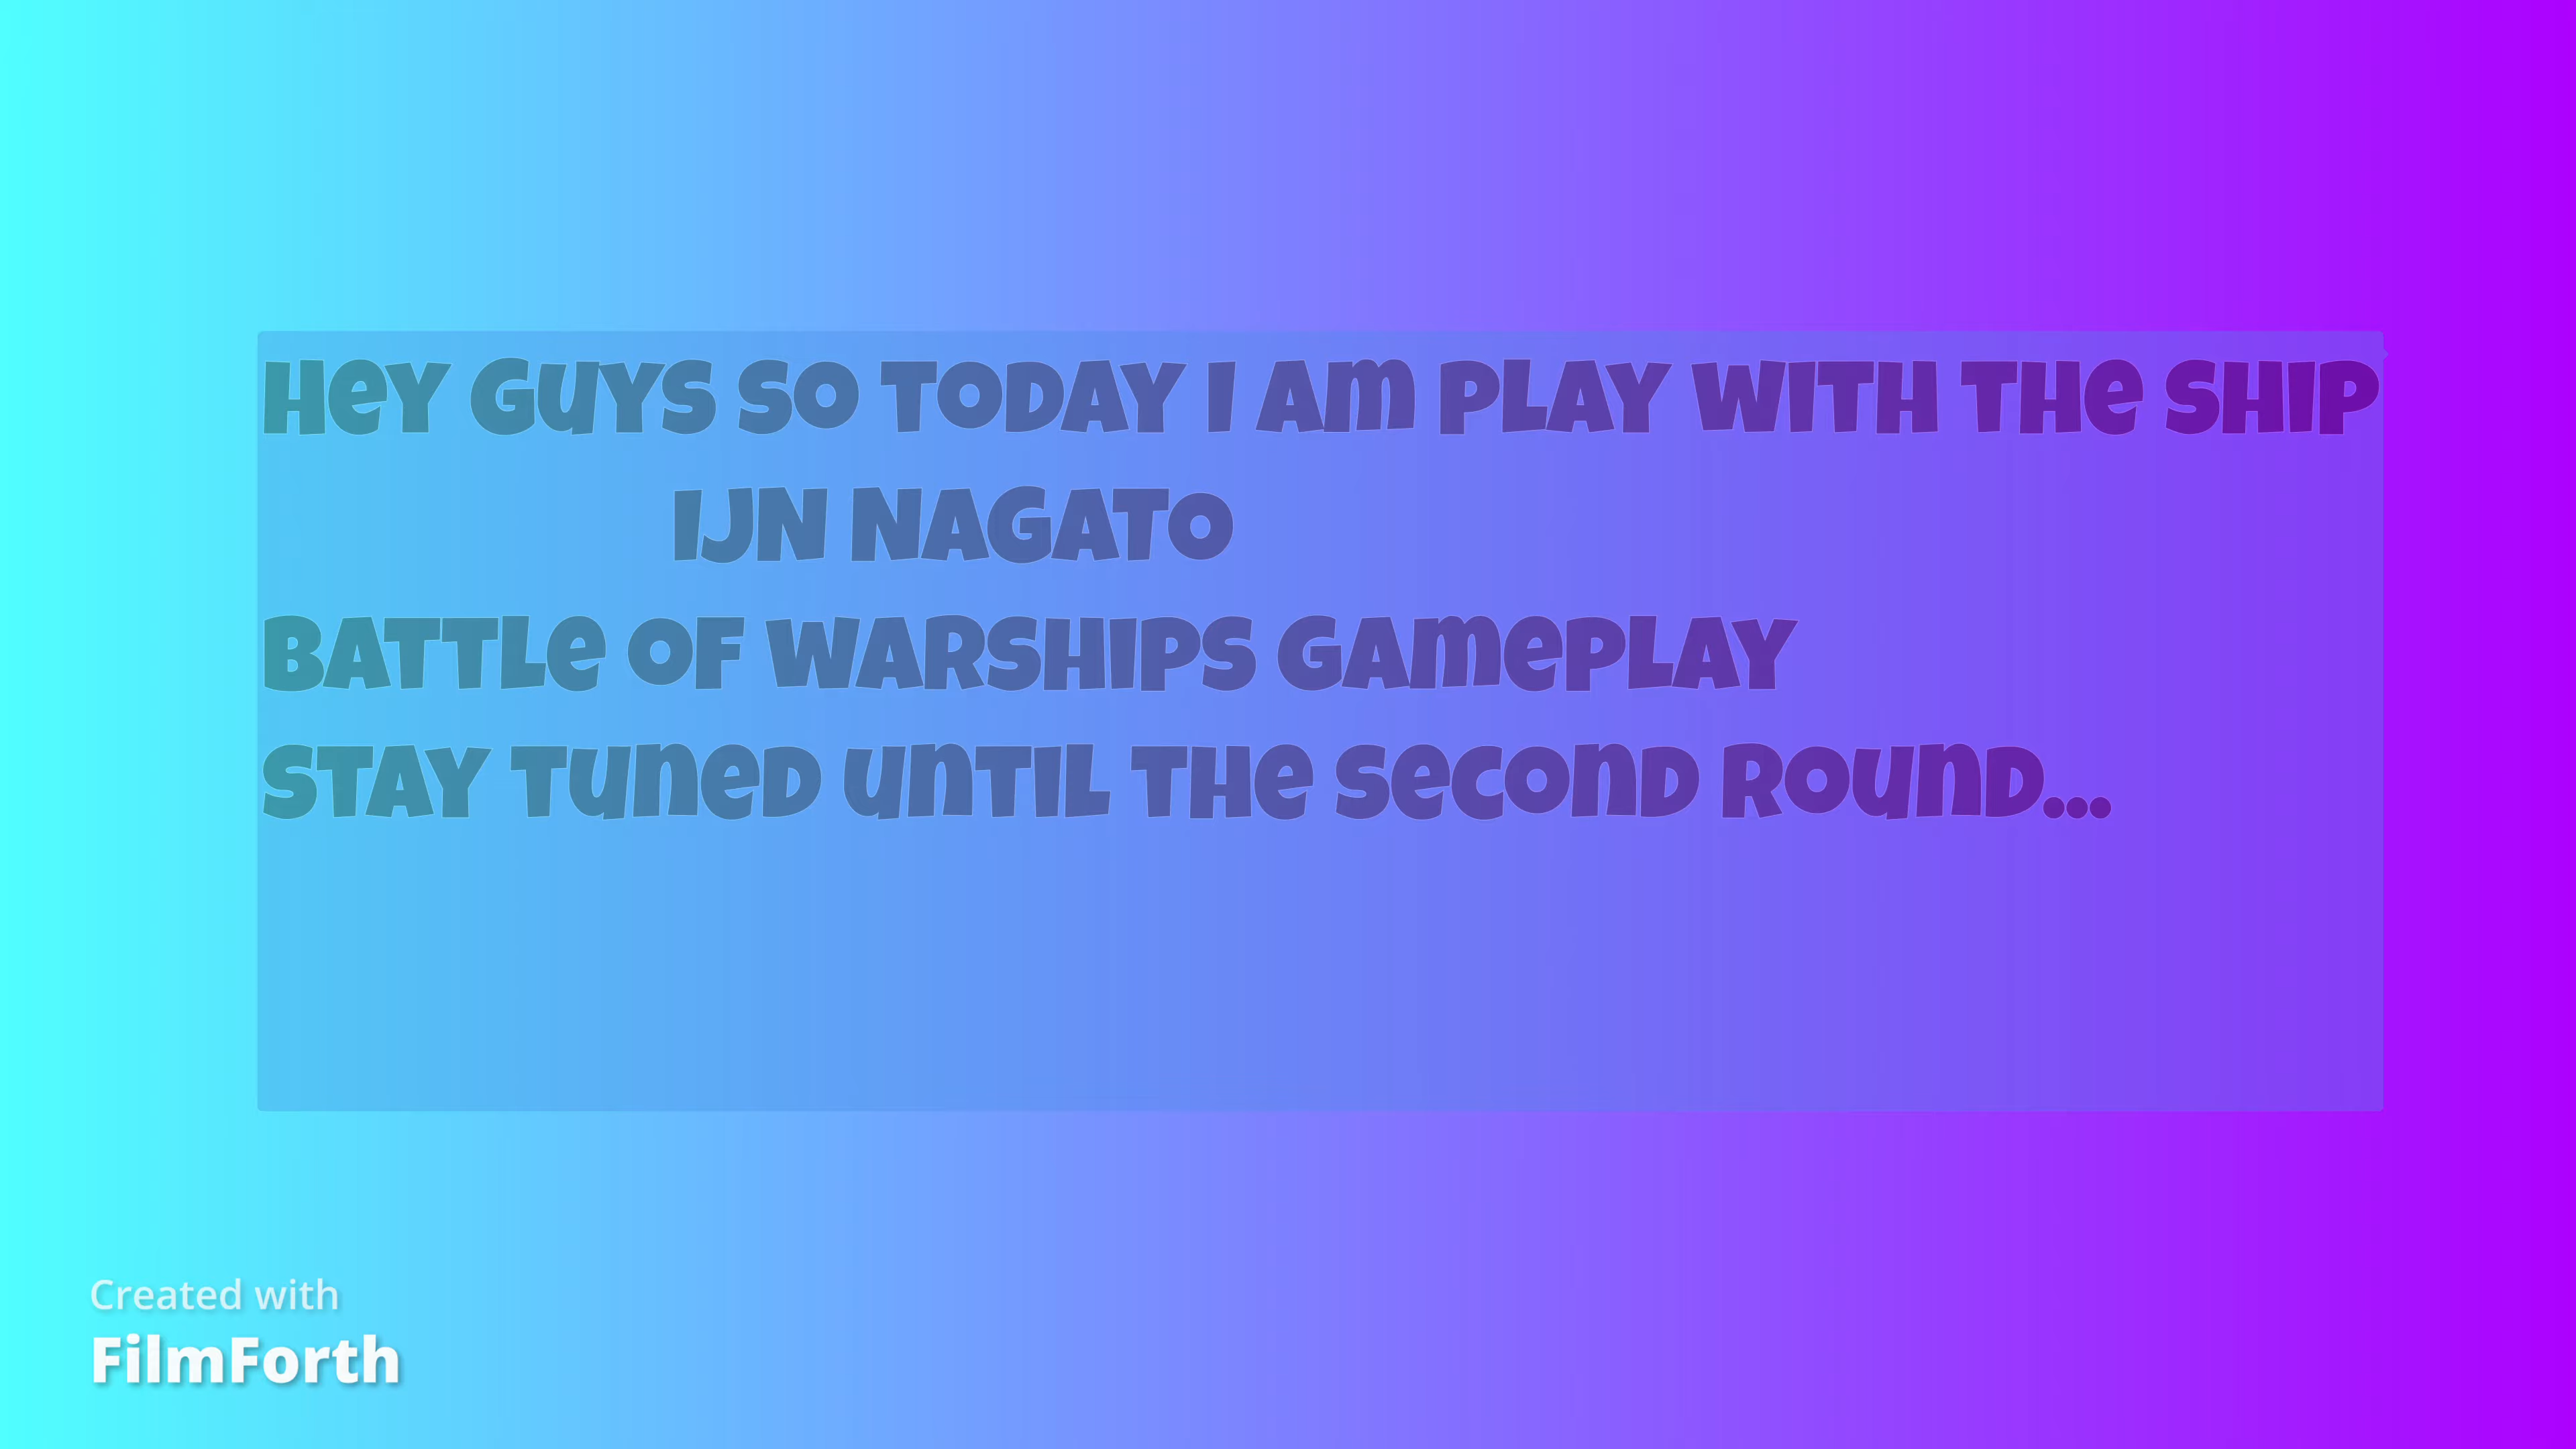 Hey Guys So Today I Am Play With The Ship
IJN NAGATO
Battle of Warships Gameplay
Stay Tuned Until The Second Round...
Created with
FilmForth